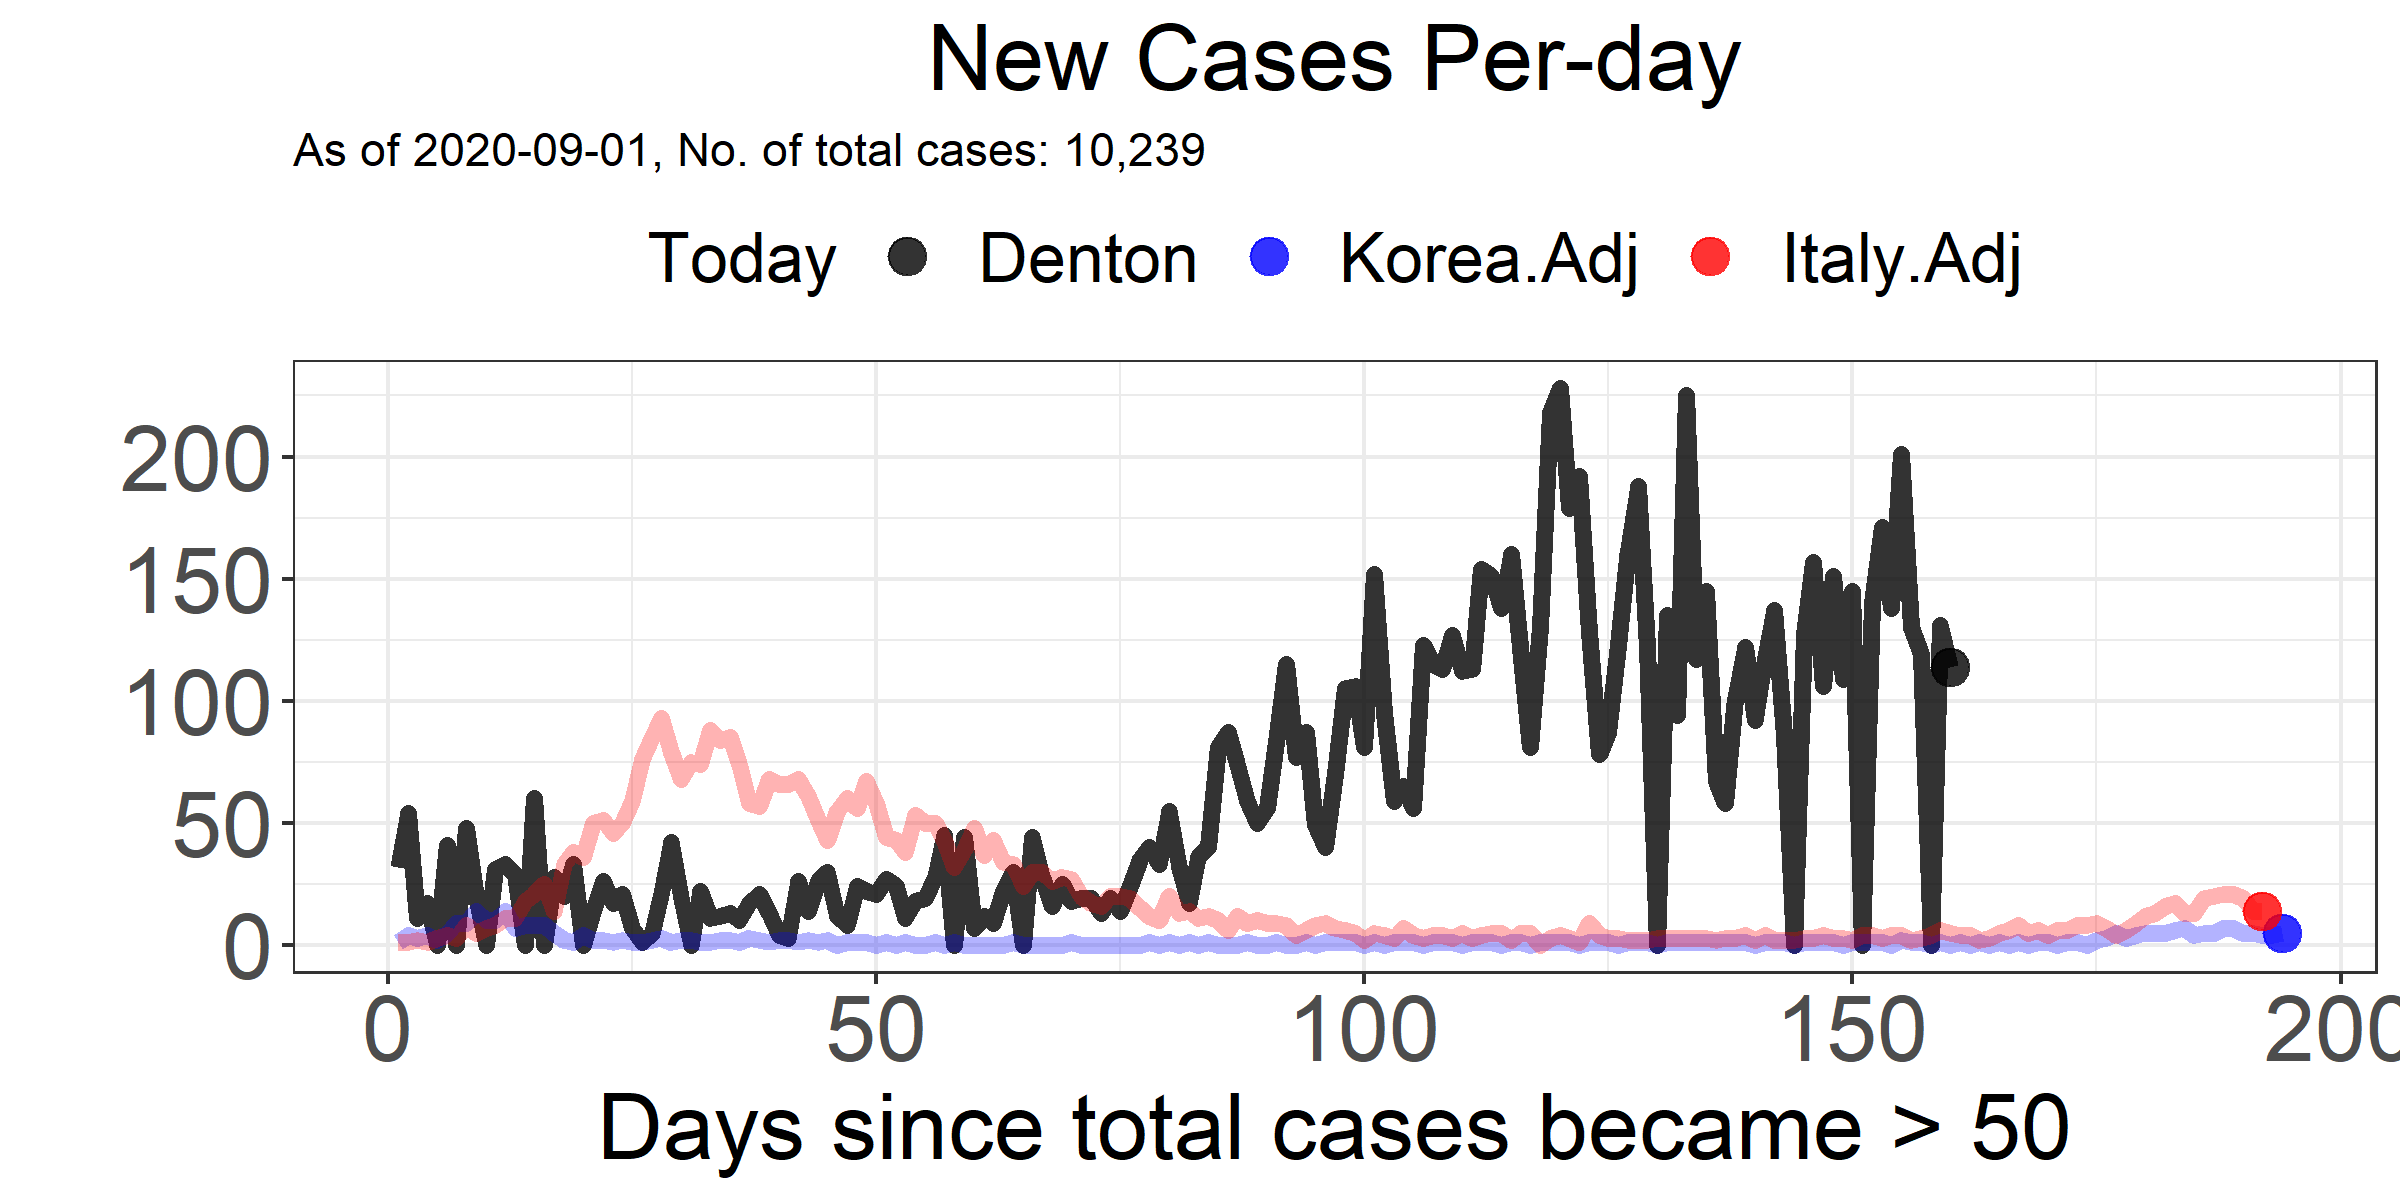 New Cases Per-day
As of 2020-09-01, No. of total cases: 10,239
Today Denton Korea.Adj Italy.Adj
200
150
100
50
0
0 50 100 150 200
Days since total cases became > 50